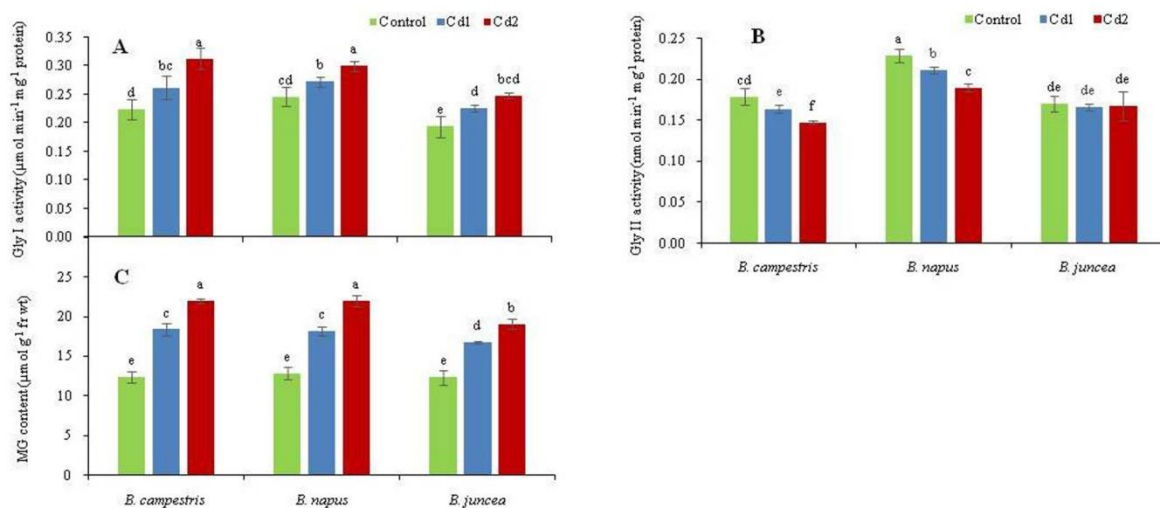 Control Cd1 Cd2
A
Gly I activity (µmol min-1 mg-1 protein)
0.35
0.30
0.25
0.20
0.15
0.10
0.05
0.00
d bc a cd b a e d bcd
Control Cd1 Cd2
B
Gly II activity (nmol min-1 mg-1 protein)
0.25
0.20
0.15
0.10
0.05
0.00
cd e f a b c de de de
B. campestris B. napus B. juncea
C
MG content (µmol g-1 fr wt)
25
20
15
10
5
0
e c a e c a e d b
B. campestris B. napus B. juncea